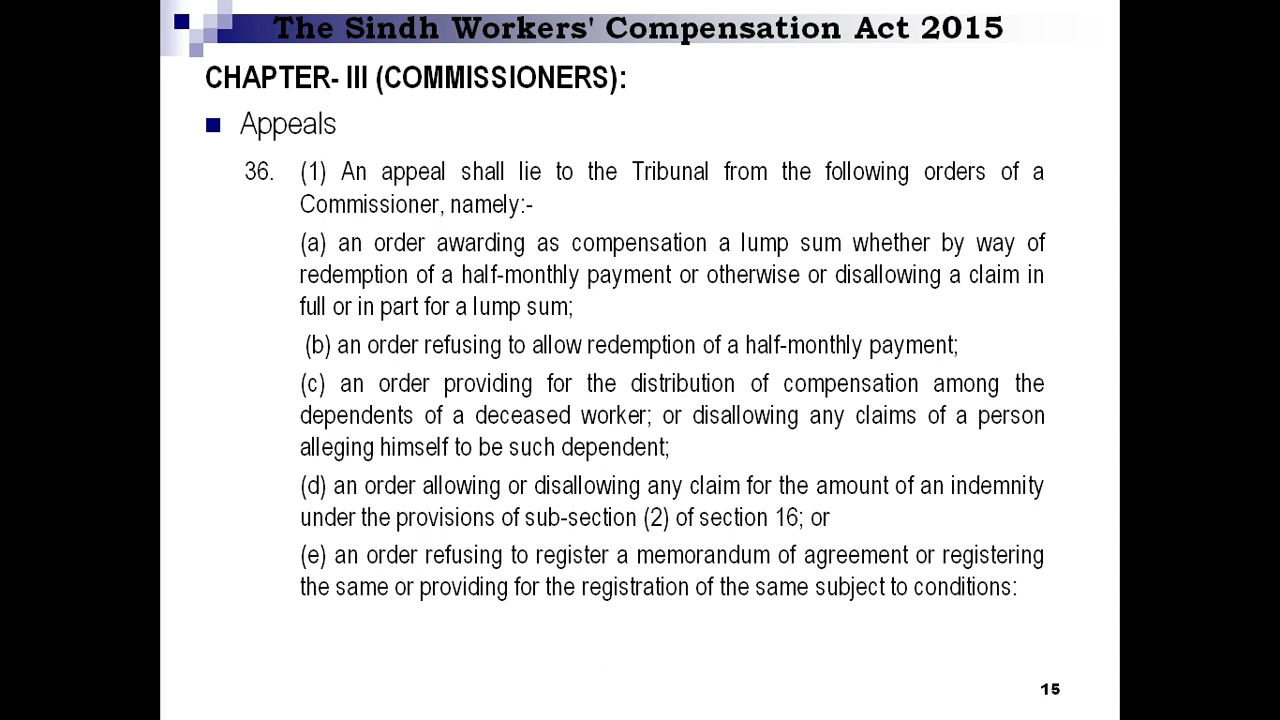 The Sindh Workers' Compensation Act 2015
CHAPTER- III (COMMISSIONERS):
Appeals
36. (1) An appeal shall lie to the Tribunal from the following orders of a
Commissioner, namely:-
(a) an order awarding as compensation a lump sum whether by way of
redemption of a half-monthly payment or otherwise or disallowing a claim in
full or in part for a lump sum;
(b) an order refusing to allow redemption of a half-monthly payment;
(c) an order providing for the distribution of compensation among the
dependents of a deceased worker; or disallowing any claims of a person
alleging himself to be such dependent;
(d) an order allowing or disallowing any claim for the amount of an indemnity
under the provisions of sub-section (2) of section 16; or
(e) an order refusing to register a memorandum of agreement or registering
the same or providing for the registration of the same subject to conditions:
15